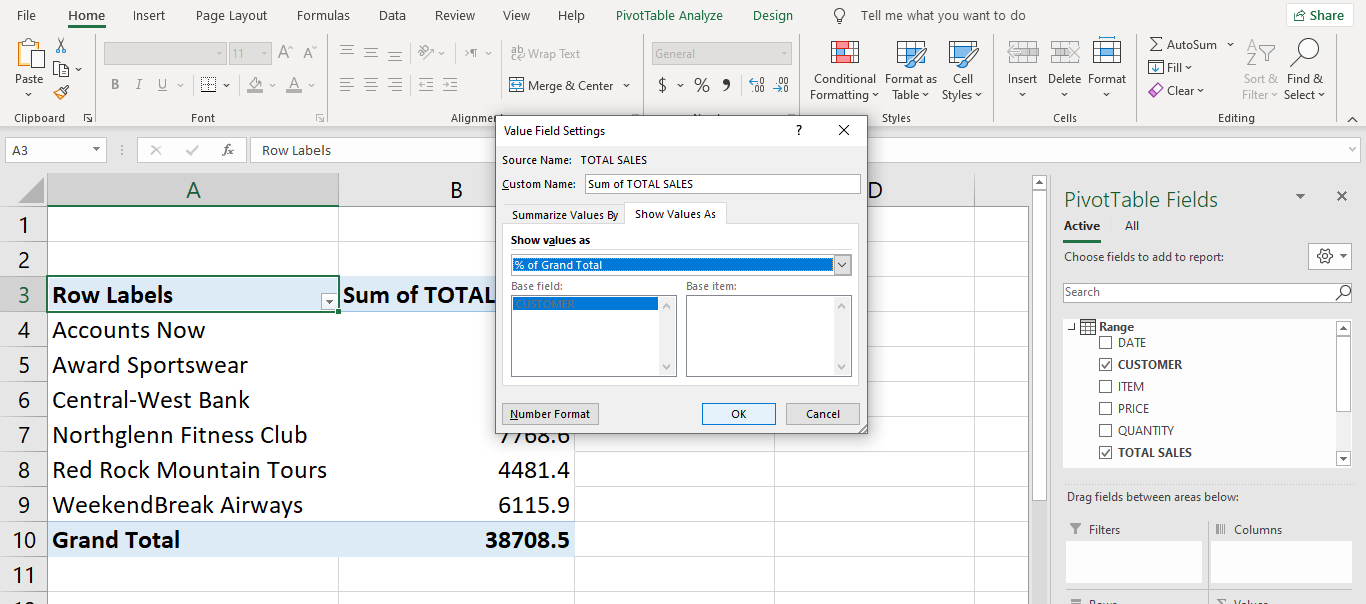 File Home Insert Page Layout Formulas Data Review View Help PivotTable Analyze Design Tell me what you want to do Share
11 A A ab Wrap Text General Σ AutoSum
Paste Conditional Format as Cell Insert Delete Format Fill Sort & Find &
B I U A Merge & Center $ % Formatting Table Styles Clear Filter Select
Clipboard Font Styles Cells Editing
A3 fx Row Labels
Value Field Settings ?
Source Name: TOTAL SALES
Custom Name: Sum of TOTAL SALES
Summarize Values By Show Values As
Show values as
% of Grand Total
Base field: Base item:
CUSTOMER
Number Format OK Cancel
A B D
1
2
3 Row Labels Sum of TOTAL
4 Accounts Now
5 Award Sportswear
6 Central-West Bank
7 Northglenn Fitness Club 7768.6
8 Red Rock Mountain Tours 4481.4
9 WeekendBreak Airways 6115.9
10 Grand Total 38708.5
11
PivotTable Fields
Active All
Choose fields to add to report:
Search
Range
DATE
CUSTOMER
ITEM
PRICE
QUANTITY
TOTAL SALES
Drag fields between areas below:
Filters Columns
Rows Σ Values